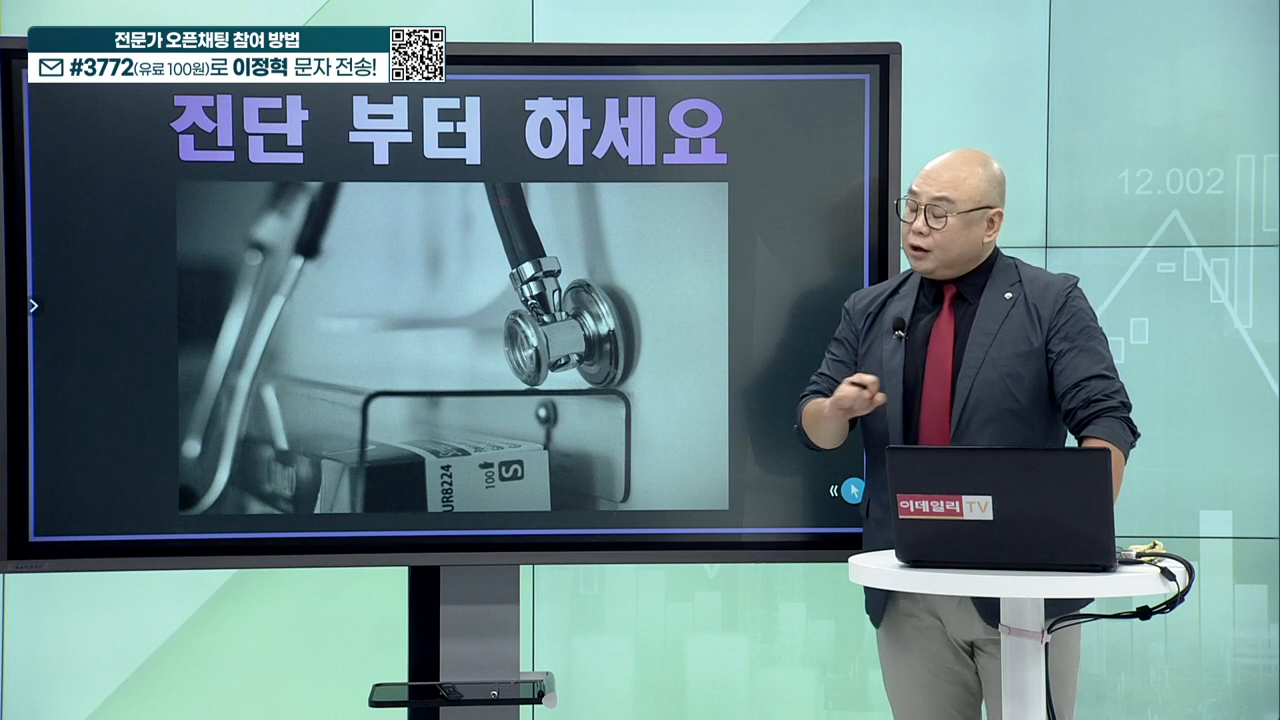 전문가 오픈채팅 참여 방법
#3772(유료 100원)로 이정혁 문자 전송!
진단 부터 하세요
12.002
UR8224
100
S
이데일리 TV